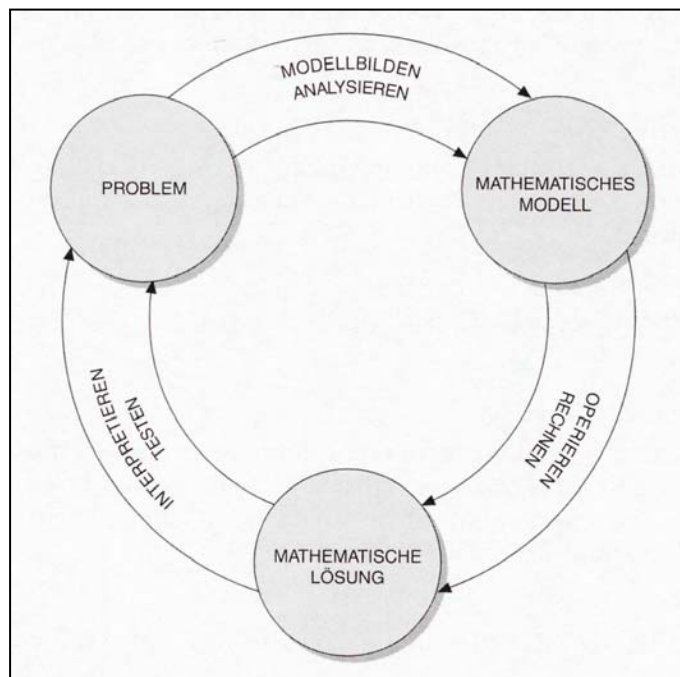 MODELLBILDEN
ANALYSIEREN
PROBLEM
MATHEMATISCHES
MODELL
OPERIEREN
RECHNEN
MATHEMATISCHE
LÖSUNG
INTERPRETIEREN
TESTEN